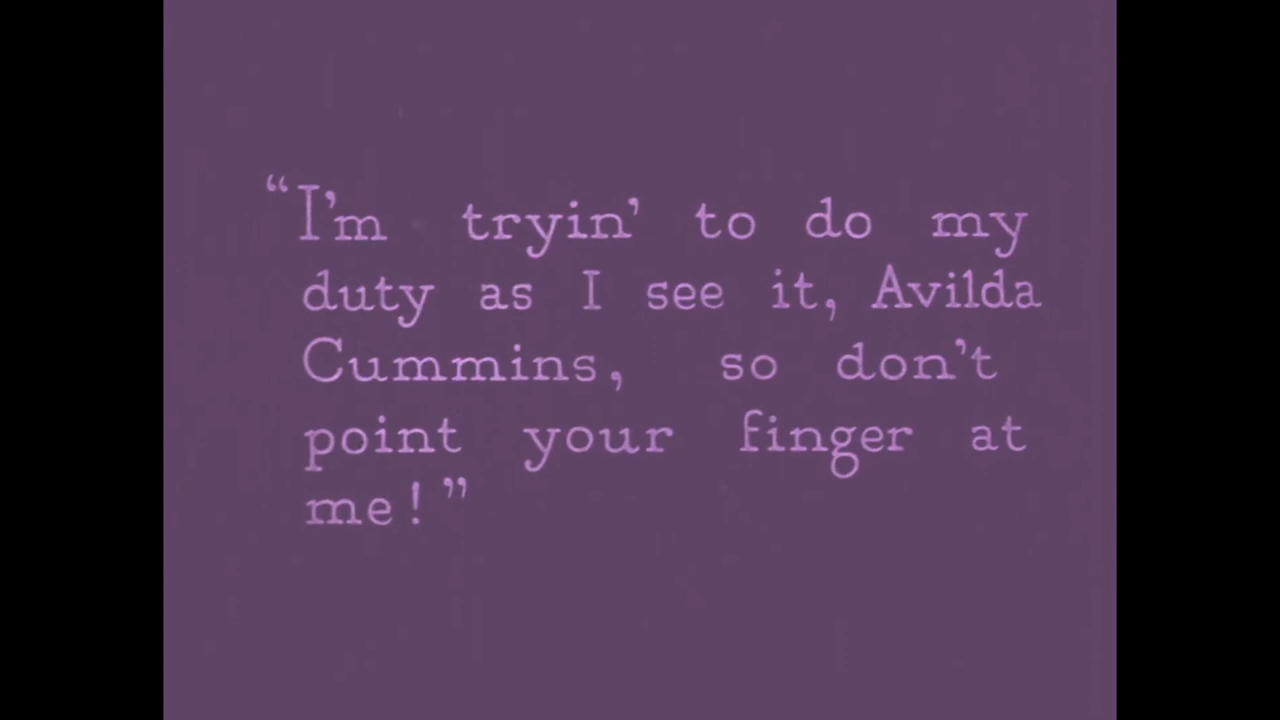 “I’m tryin’ to do my
duty as I see it, Avilda
Cummins, so don’t
point your finger at
me!”